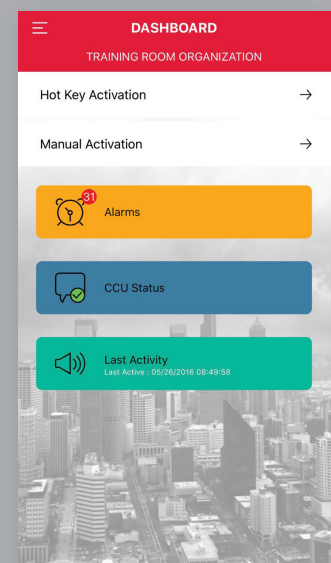 DASHBOARD
TRAINING ROOM ORGANIZATION
Hot Key Activation
Manual Activation
31
Alarms
CCU Status
Last Activity
Last Active : 05/26/2016 08:49:58